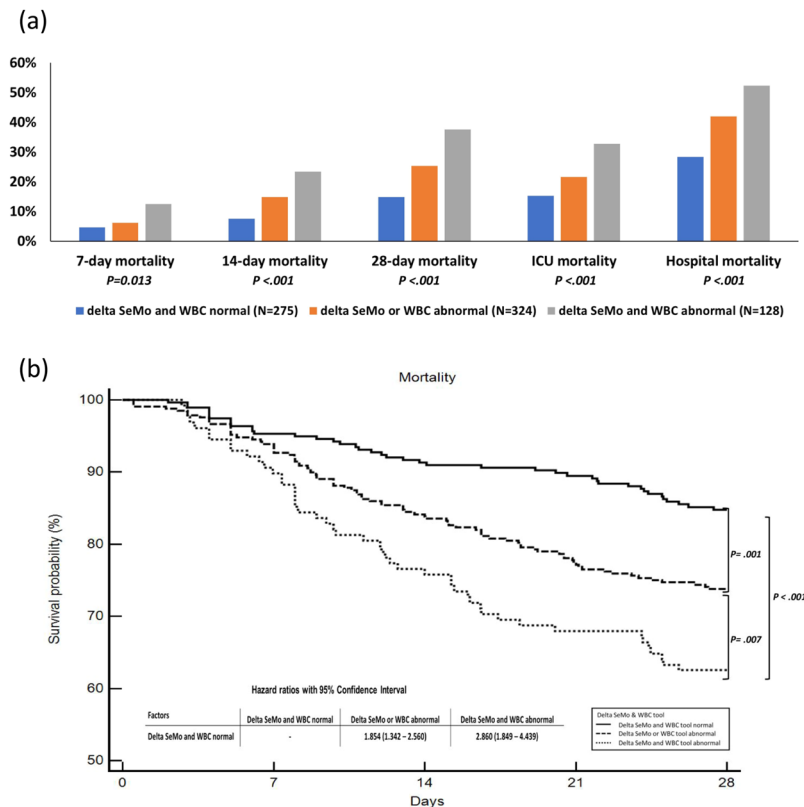 (a)
60%
50%
40%
30%
20%
10%
0%
7-day mortality 14-day mortality 28-day mortality ICU mortality Hospital mortality
P=0.013 P <.001 P <.001 P <.001 P <.001
delta SeMo and WBC normal (N=275) delta SeMo or WBC abnormal (N=324) delta SeMo and WBC abnormal (N=128)
(b)
Mortality
Survival probability (%)
100
90
80
70
60
50
P= .001
P < .001
P= .007
Hazard ratios with 95% Confidence Interval
Factors Delta SeMo and WBC normal Delta SeMo or WBC abnormal Delta SeMo and WBC abnormal
Delta SeMo and WBC normal - 1.854 (1.342 – 2.560) 2.860 (1.849 – 4.439)
Delta SeMo & WBC tool
Delta SeMo and WBC tool normal
Delta SeMo or WBC tool abnormal
Delta SeMo and WBC tool abnormal
0 7 14 21 28
Days